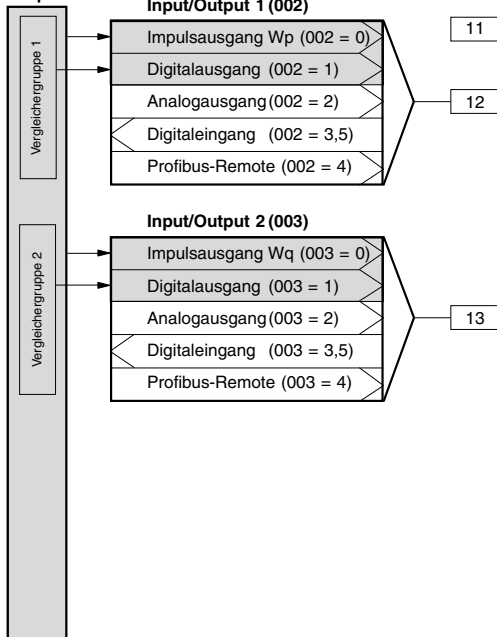 Input/Output 1 (002)
Vergleichergruppe 1
Impulsausgang Wp (002 = 0)
Digitalausgang (002 = 1)
Analogausgang (002 = 2)
Digitaleingang (002 = 3,5)
Profibus-Remote (002 = 4)
11
12
Input/Output 2 (003)
Vergleichergruppe 2
Impulsausgang Wq (003 = 0)
Digitalausgang (003 = 1)
Analogausgang (003 = 2)
Digitaleingang (003 = 3,5)
Profibus-Remote (003 = 4)
13